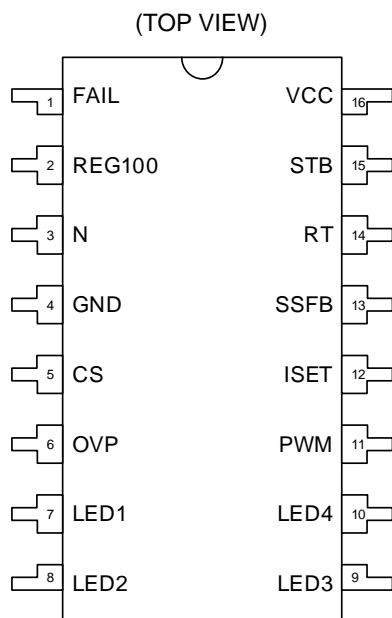 (TOP VIEW)
1 FAIL VCC 16
2 REG100 STB 15
3 N RT 14
4 GND SSFB 13
5 CS ISET 12
6 OVP PWM 11
7 LED1 LED4 10
8 LED2 LED3 9